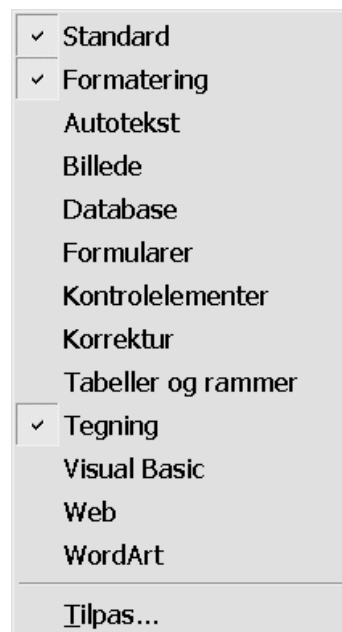 Standard
Formatering
Autotekst
Billede
Database
Formularer
Kontrolelementer
Korrektur
Tabeller og rammer
Tegning
Visual Basic
Web
WordArt
Tilpas...